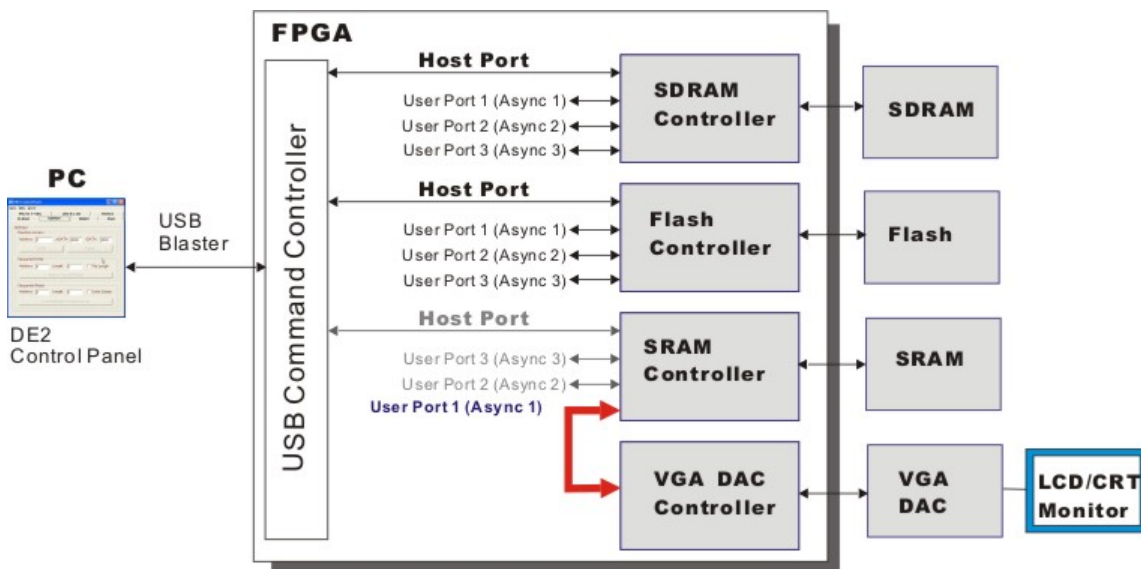 FPGA
Host Port
User Port 1 (Async 1)
User Port 2 (Async 2)
User Port 3 (Async 3)
SDRAM
Controller
SDRAM
PC
USB
Blaster
DE2
Control Panel
USB Command Controller
Host Port
User Port 1 (Async 1)
User Port 2 (Async 2)
User Port 3 (Async 3)
Flash
Controller
Flash
Host Port
User Port 3 (Async 3)
User Port 2 (Async 2)
User Port 1 (Async 1)
SRAM
Controller
SRAM
VGA DAC
Controller
VGA
DAC
LCD/CRT
Monitor